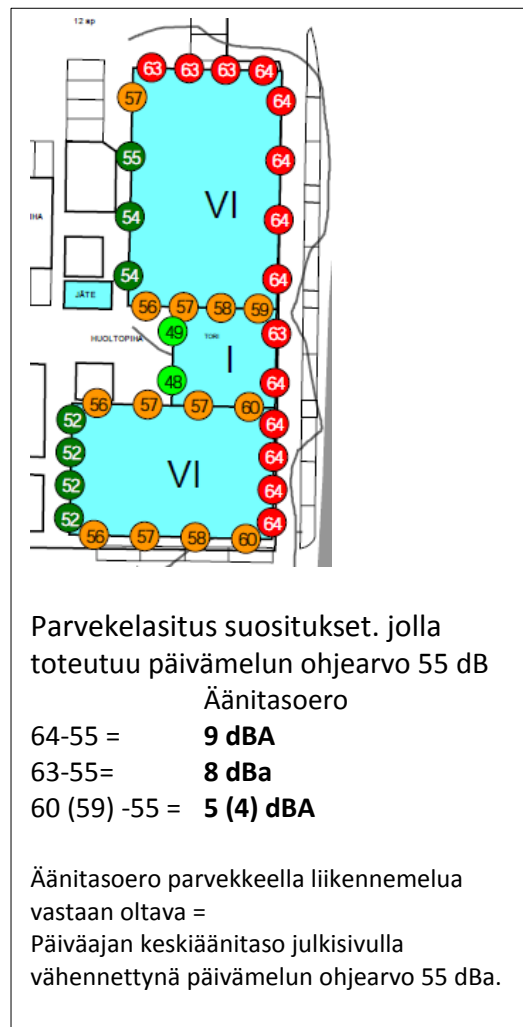 12 ap
63 63 63 64
57 64
55 64
54 VI 64
54 64
JÄTE 56 57 58 59
HUOLTOPIHA 49 TORI 63
I
48 64
56 57 57 60
52 64
52 64
VI
52 64
52 64
56 57 58 60
Parvekelasitus suositukset. jolla
toteutuu päivämelun ohjearvo 55 dB
Äänitasoero
64-55 = 9 dBA
63-55= 8 dBa
60 (59) -55 = 5 (4) dBA
Äänitasoero parvekkeella liikennemelua
vastaan oltava =
Päiväajan keskiäänitaso julkisivulla
vähennettynä päivämelun ohjearvo 55 dBa.